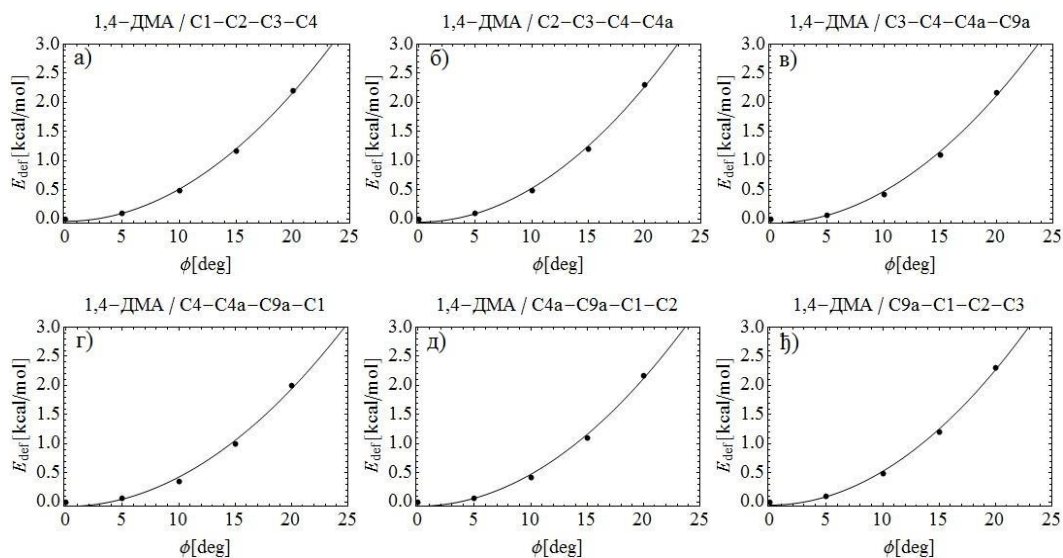 1,4−ДМА / C1−C2−C3−C4
а)
3.0
2.5
2.0
1.5
1.0
0.5
0.0
E_def [kcal/mol]
0 5 10 15 20 25
ϕ[deg]
1,4−ДМА / C2−C3−C4−C4a
б)
3.0
2.5
2.0
1.5
1.0
0.5
0.0
E_def [kcal/mol]
0 5 10 15 20 25
ϕ[deg]
1,4−ДМА / C3−C4−C4a−C9a
в)
3.0
2.5
2.0
1.5
1.0
0.5
0.0
E_def [kcal/mol]
0 5 10 15 20 25
ϕ[deg]
1,4−ДМА / C4−C4a−C9a−C1
г)
3.0
2.5
2.0
1.5
1.0
0.5
0.0
E_def [kcal/mol]
0 5 10 15 20 25
ϕ[deg]
1,4−ДМА / C4a−C9a−C1−C2
д)
3.0
2.5
2.0
1.5
1.0
0.5
0.0
E_def [kcal/mol]
0 5 10 15 20 25
ϕ[deg]
1,4−ДМА / C9a−C1−C2−C3
ђ)
3.0
2.5
2.0
1.5
1.0
0.5
0.0
E_def [kcal/mol]
0 5 10 15 20 25
ϕ[deg]